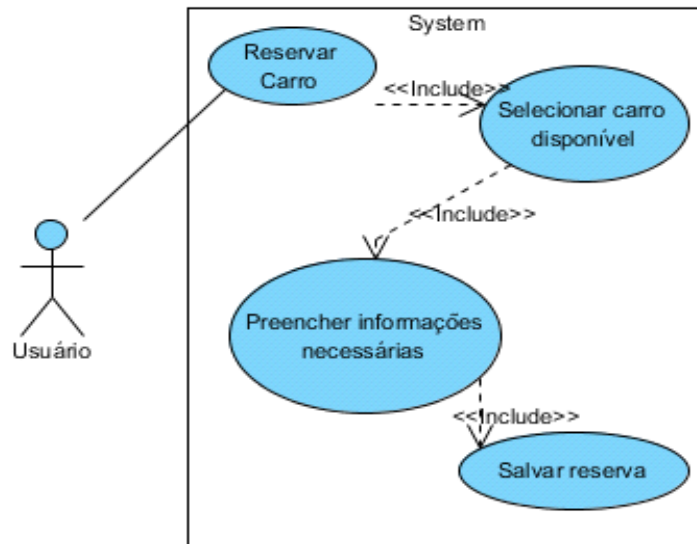 System
Reservar
Carro
<<Include>>
Selecionar carro
disponível
<<Include>>
Preencher informações
necessárias
Usuário
<<Include>>
Salvar reserva